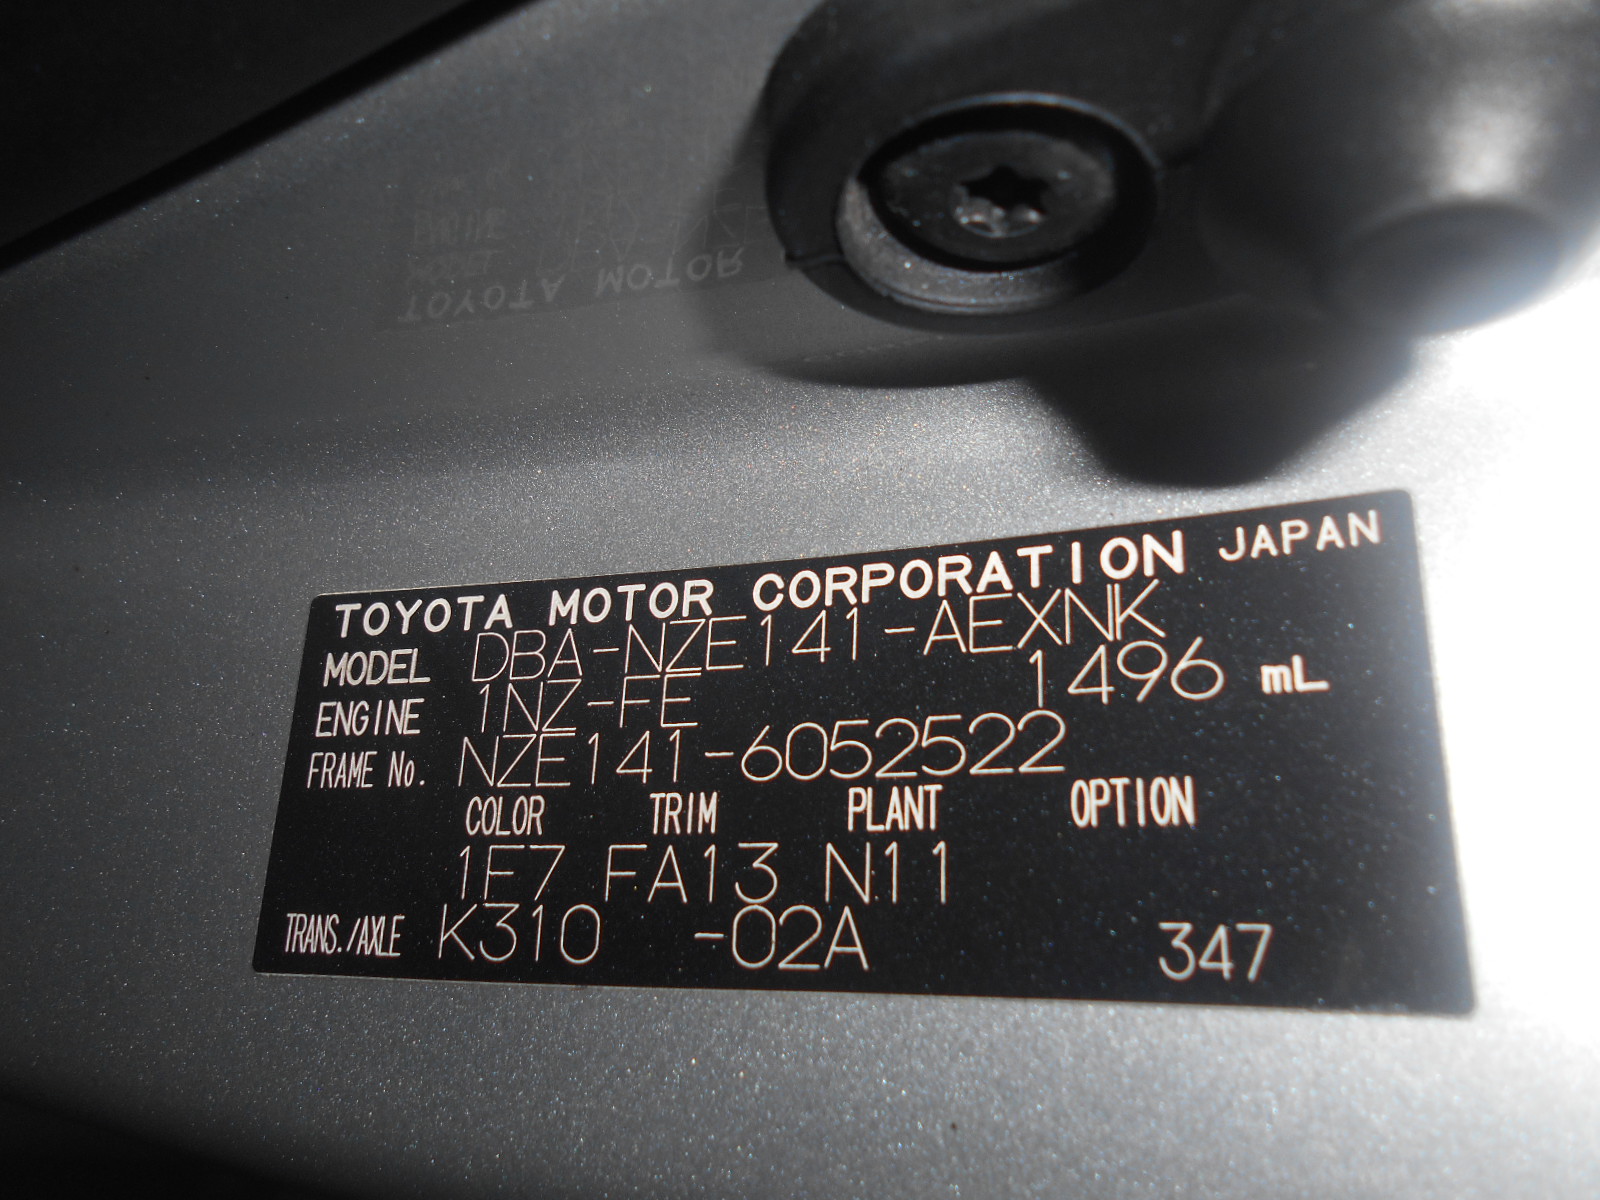 TOYOTA MOTOR CORPORATION JAPAN
MODEL DBA-NZE141-AEXNK
ENGINE 1NZ-FE 1496 mL
FRAME No. NZE141-6052522
COLOR TRIM PLANT OPTION
1F7 FA13 N11
TRANS./AXLE K310 -02A 347